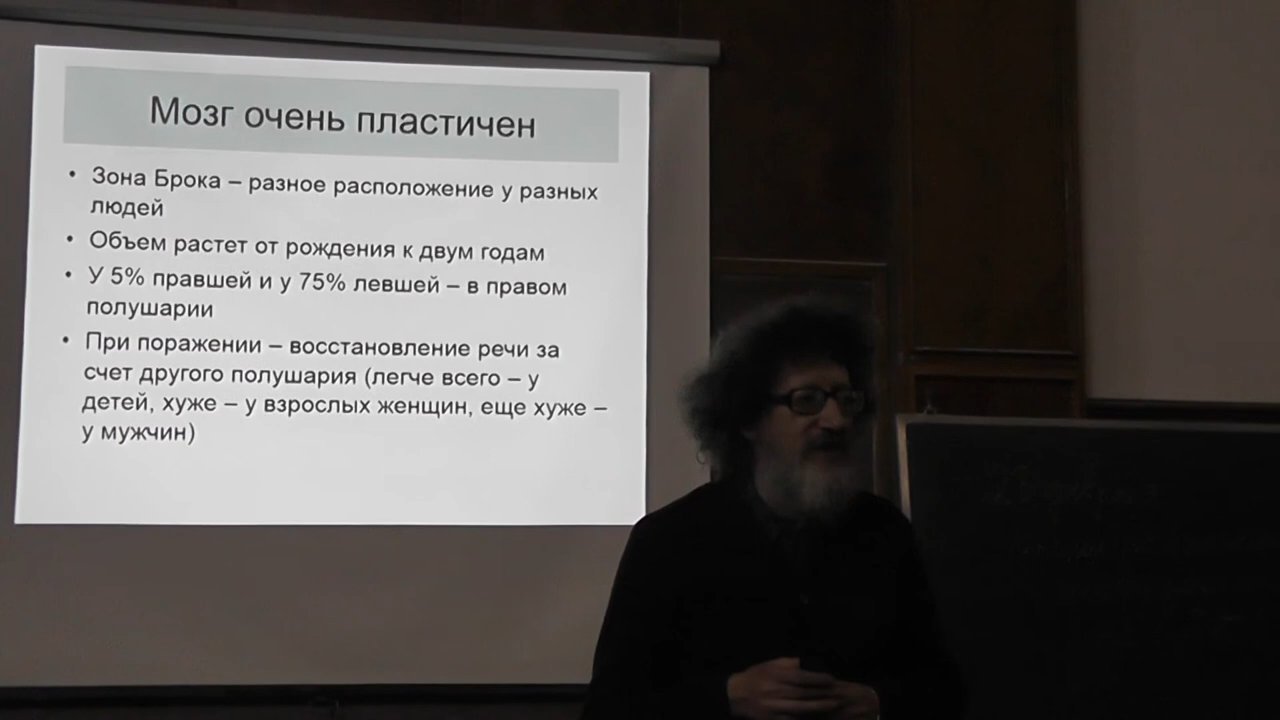 Мозг очень пластичен
• Зона Брока – разное расположение у разных
людей
• Объем растет от рождения к двум годам
• У 5% правшей и у 75% левшей – в правом
полушарии
• При поражении – восстановление речи за
счет другого полушария (легче всего – у
детей, хуже – у взрослых женщин, еще хуже –
у мужчин)